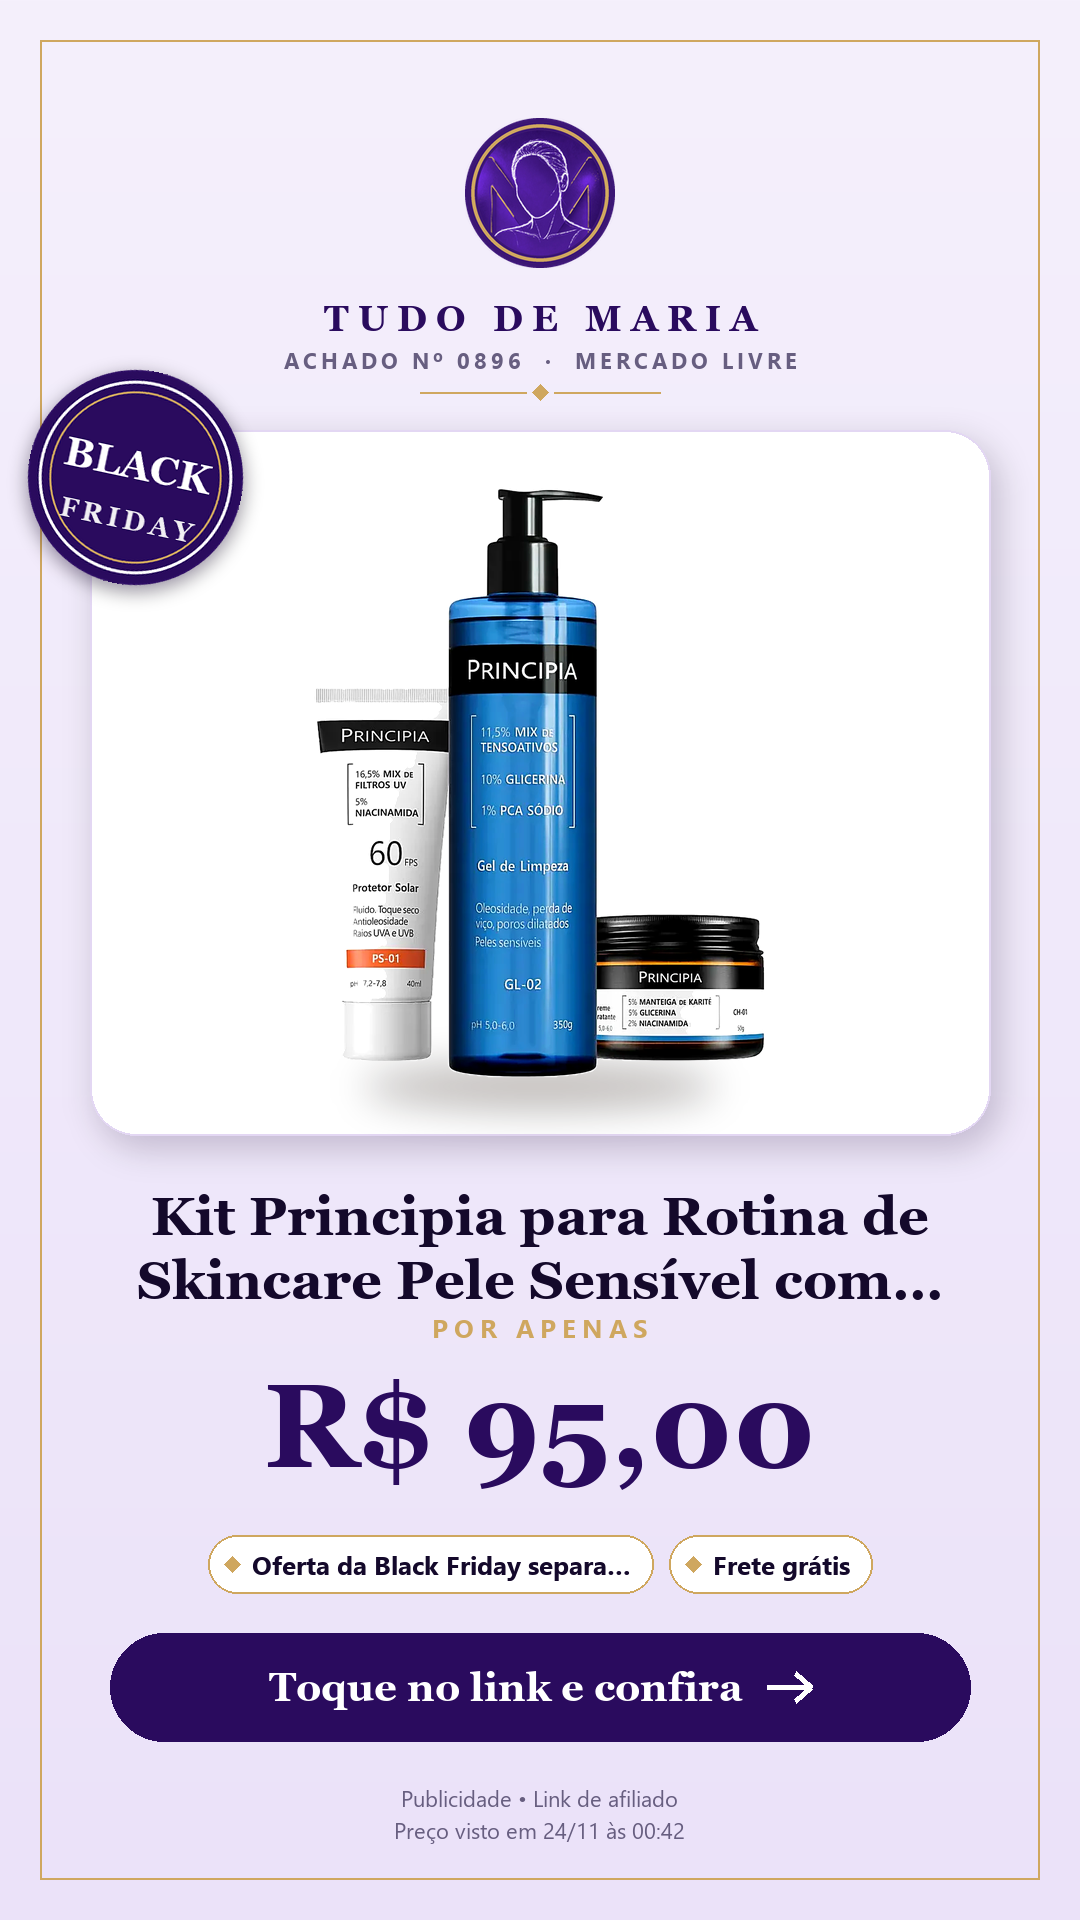 TUDO DE MARIA
ACHADO Nº 0896 · MERCADO LIVRE
BLACK
FRIDAY
PRINCIPIA
11,5% MIX DE
TENSOATIVOS
10% GLICERINA
1% PCA SÓDIO
Gel de Limpeza
Oleosidade, perda de
viço, poros dilatados
Peles sensíveis
GL-02
pH 5,0-6,0 350g
PRINCIPIA
16,5% MIX DE
FILTROS UV
5%
NIACINAMIDA
60 FPS
Protetor Solar
Fluido. Toque seco
Antioleosidade
Raios UVA e UVB
PS-01
pH 7,2-7,8 40ml
PRINCIPIA
5% MANTEIGA DE KARITÉ
5% GLICERINA
2% NIACINAMIDA
CH-01
50g
Kit Principia para Rotina de
Skincare Pele Sensível com...
POR APENAS
R$ 95,00
Oferta da Black Friday separa...
Frete grátis
Toque no link e confira →
Publicidade • Link de afiliado
Preço visto em 24/11 às 00:42